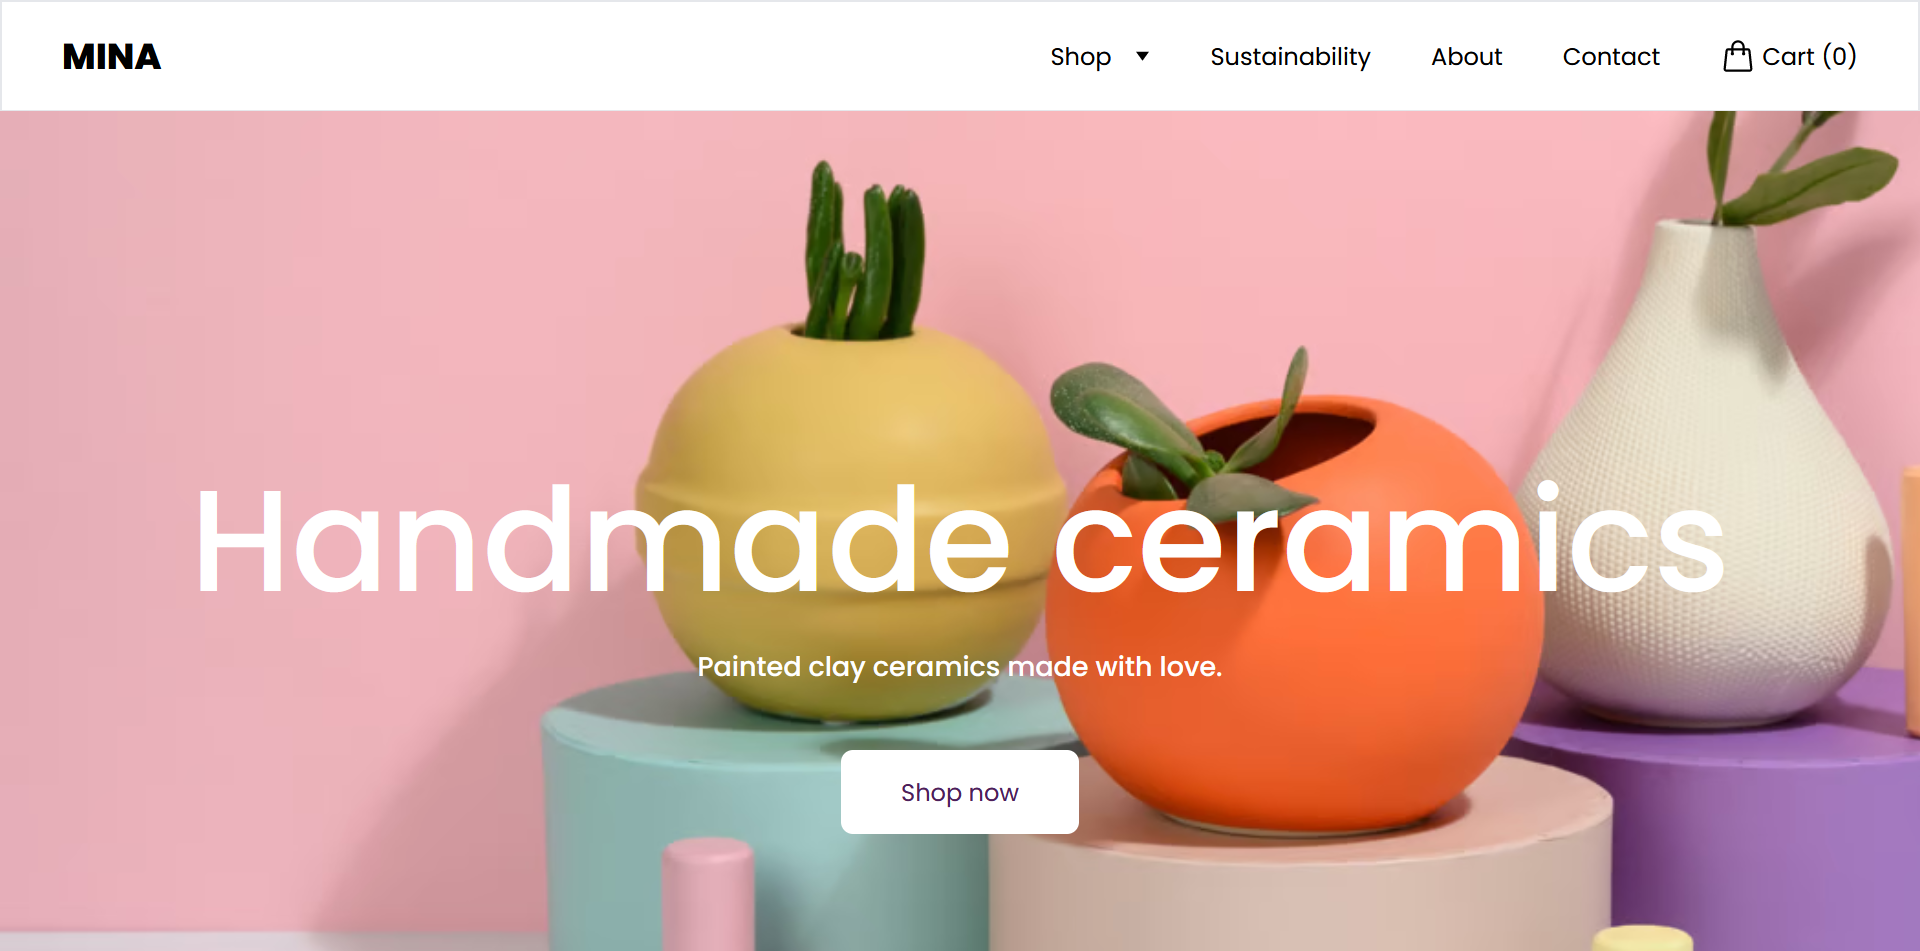 MINA
Shop Sustainability About Contact Cart (0)
Handmade ceramics
Painted clay ceramics made with love.
Shop now